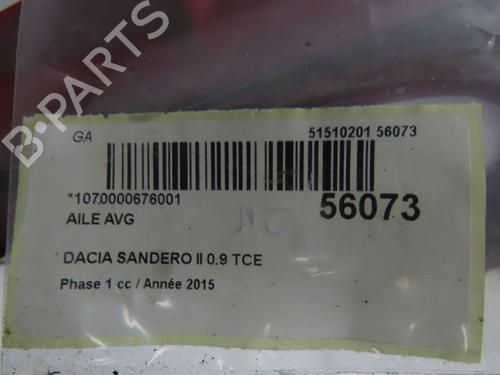 B-PARTS
GA
51510201 56073
*1070000676001
56073
AILE AVG
DACIA SANDERO II 0.9 TCE
Phase 1 cc / Année 2015